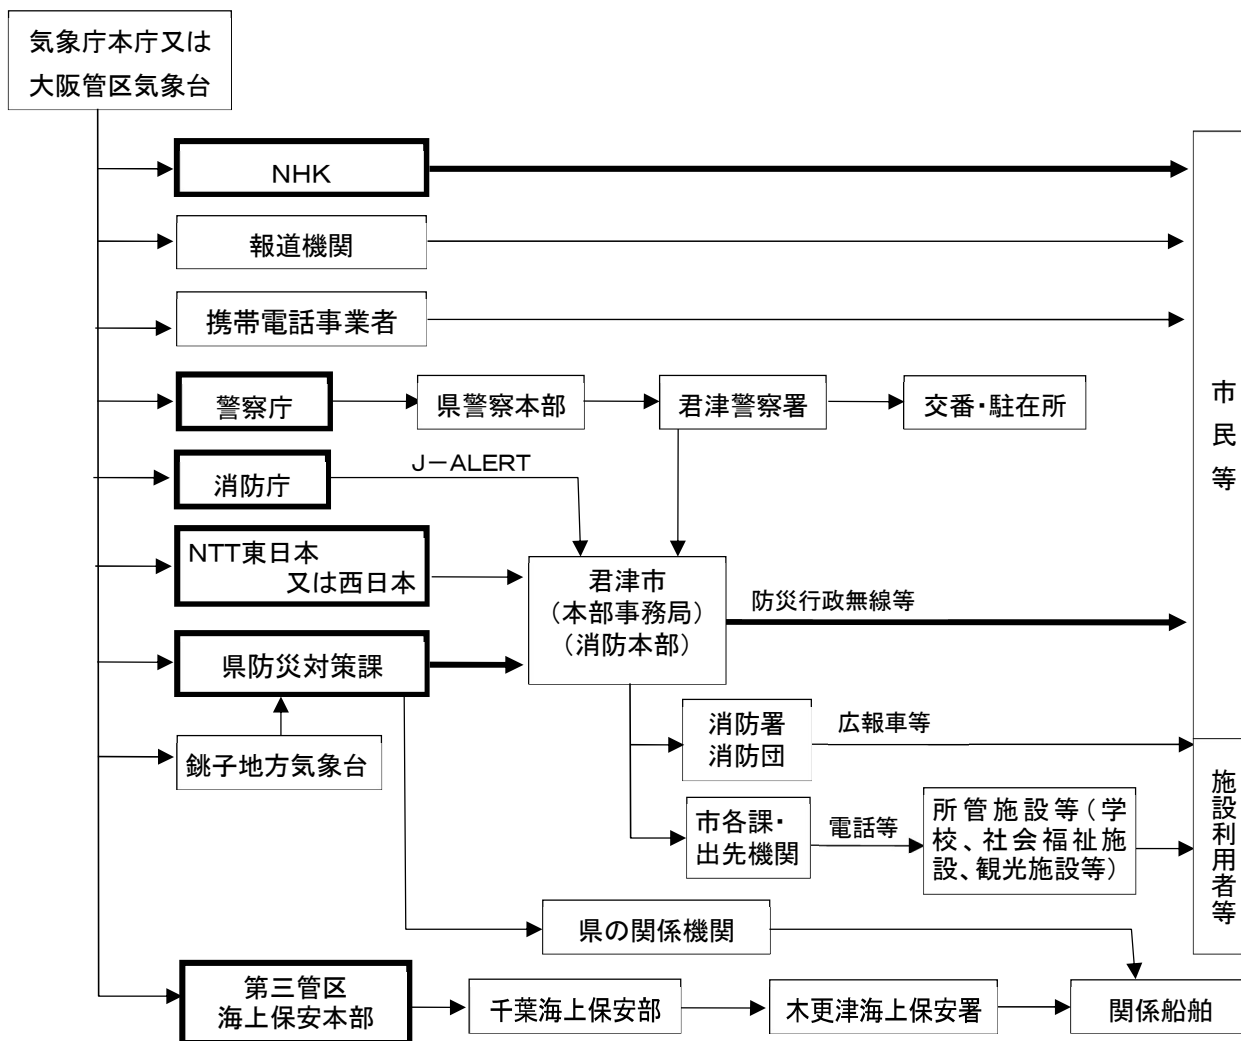 気象庁本庁又は
大阪管区気象台
NHK
報道機関
携帯電話事業者
警察庁
県警察本部
君津警察署
交番・駐在所
消防庁
J－ALERT
NTT東日本
又は西日本
君津市
（本部事務局）
（消防本部）
防災行政無線等
県防災対策課
銚子地方気象台
消防署
消防団
広報車等
市各課・
出先機関
電話等
所管施設等（学
校、社会福祉施
設、観光施設等）
県の関係機関
第三管区
海上保安本部
千葉海上保安部
木更津海上保安署
関係船舶
市民等
施設利用者等